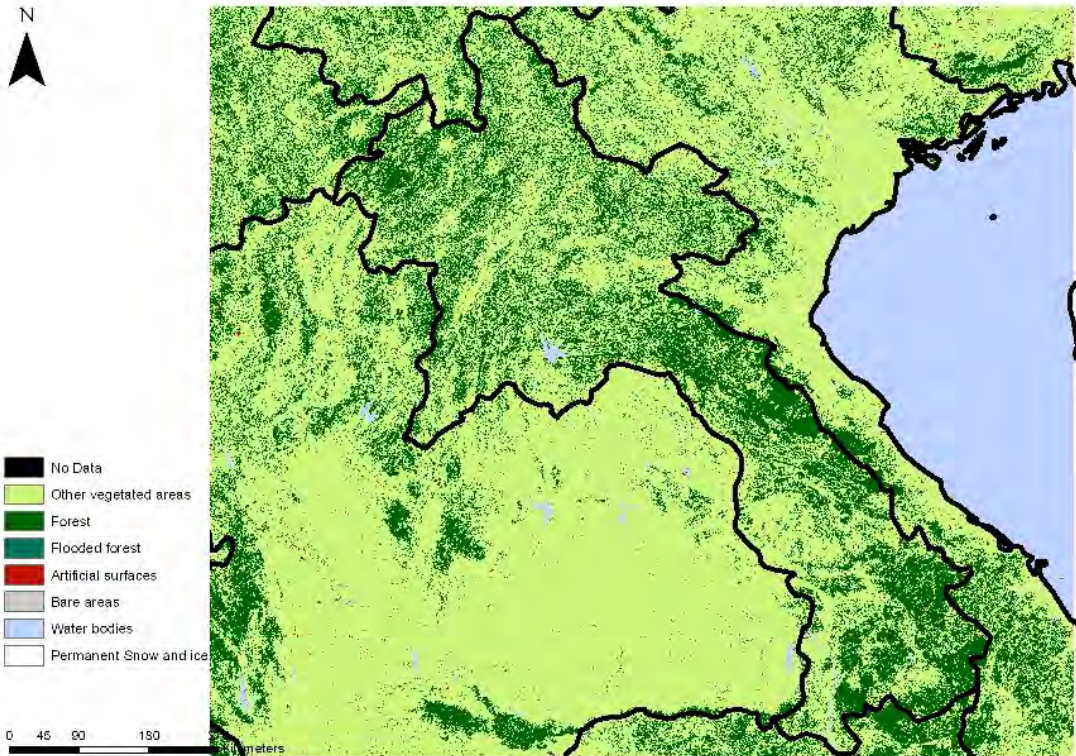 N
No Data
Other vegetated areas
Forest
Flooded forest
Artificial surfaces
Bare areas
Water bodies
Permanent Snow and ice
0 45 90 180
Kilometers